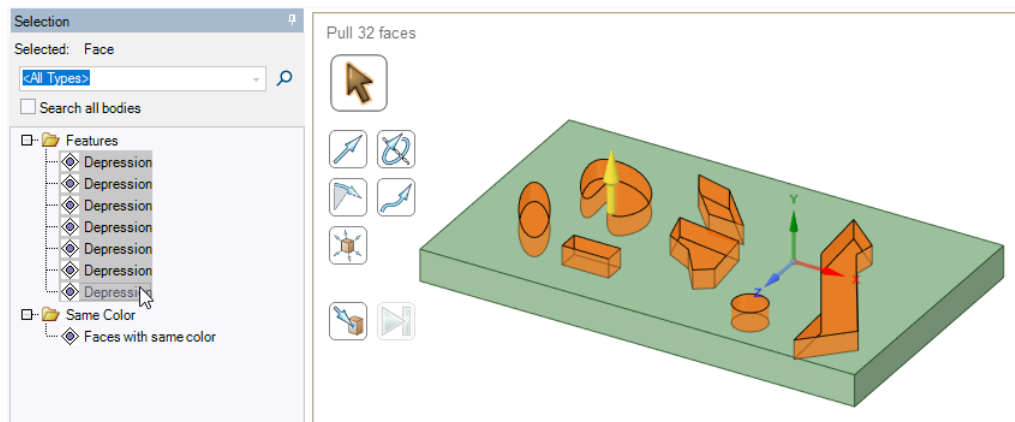 Selection
Selected: Face
<All Types>
Search all bodies
Features
Depression
Depression
Depression
Depression
Depression
Depression
Depression
Same Color
Faces with same color
Pull 32 faces
Y
X
Z